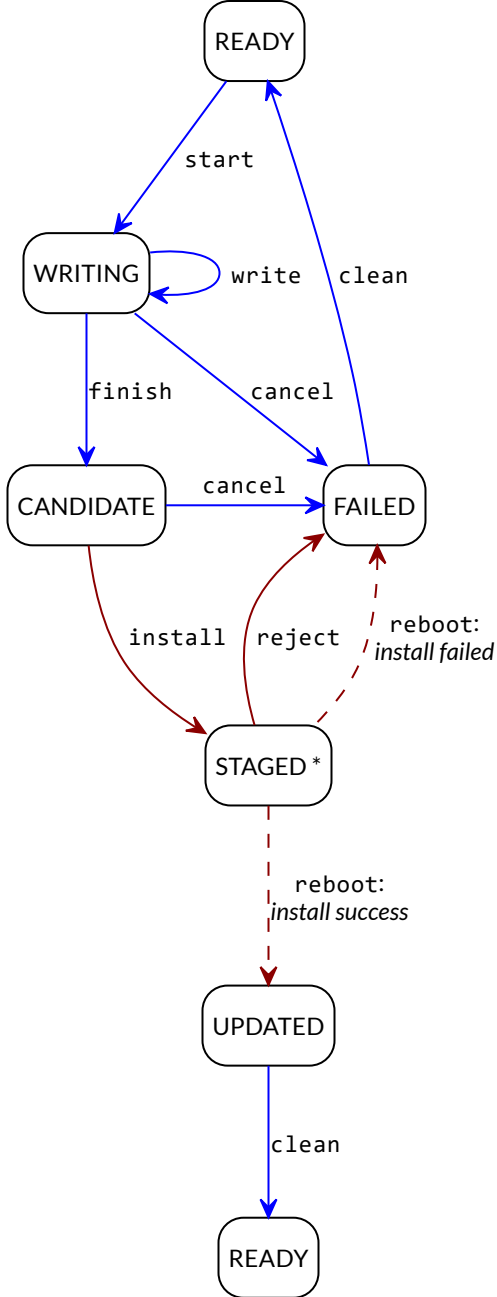 READY
start
WRITING
write
clean
finish
cancel
CANDIDATE
cancel
FAILED
install
reject
reboot:
install failed
STAGED *
reboot:
install success
UPDATED
clean
READY